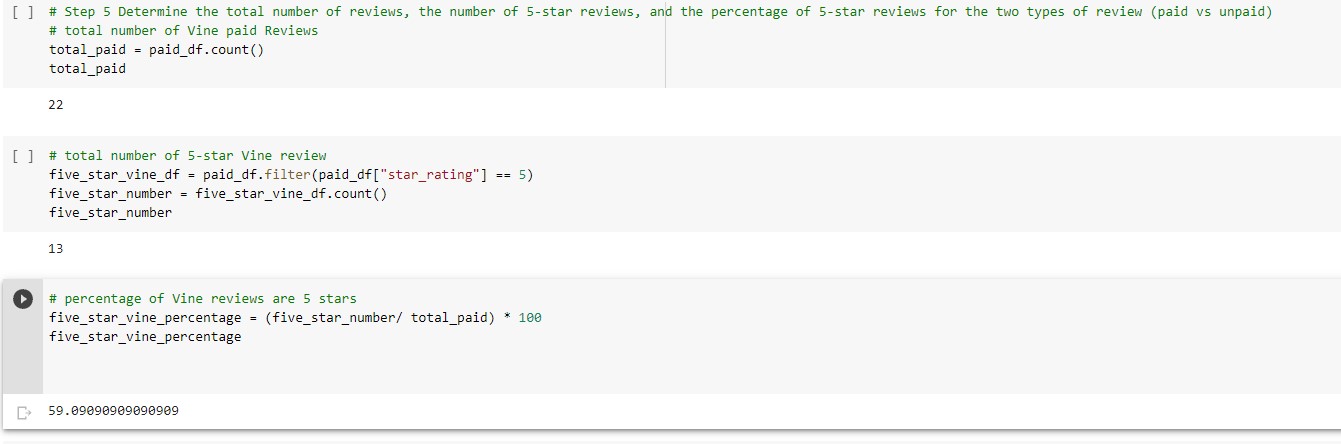 [ ] # Step 5 Determine the total number of reviews, the number of 5-star reviews, and the percentage of 5-star reviews for the two types of review (paid vs unpaid)
# total number of Vine paid Reviews
total_paid = paid_df.count()
total_paid
22
[ ] # total number of 5-star Vine review
five_star_vine_df = paid_df.filter(paid_df["star_rating"] == 5)
five_star_number = five_star_vine_df.count()
five_star_number
13
# percentage of Vine reviews are 5 stars
five_star_vine_percentage = (five_star_number/ total_paid) * 100
five_star_vine_percentage
59.09090909090909